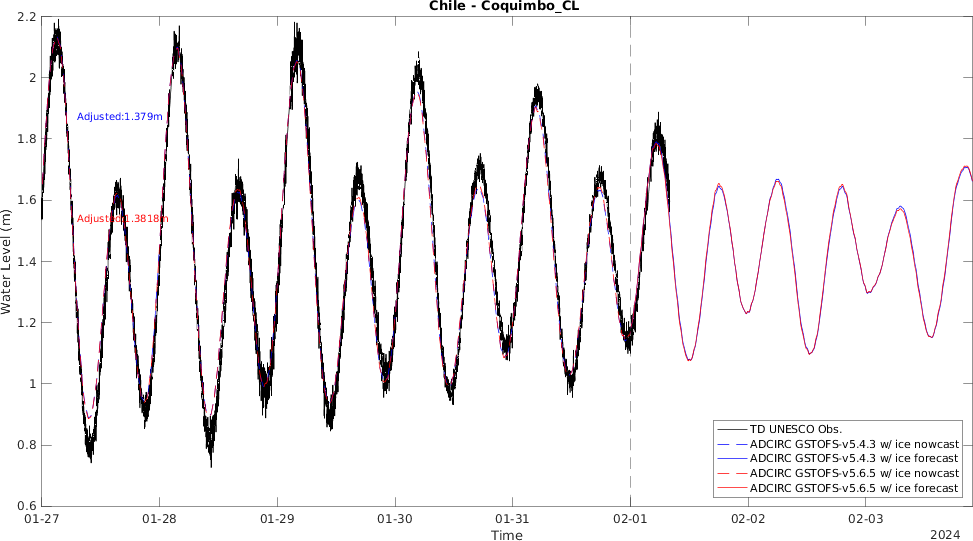 Chile - Coquimbo_CL
Water Level (m)
2.2
2
1.8
1.6
1.4
1.2
1
0.8
0.6
Adjusted:1.379m
Adjusted:1.3818m
TD UNESCO Obs.
ADCIRC GSTOFS-v5.4.3 w/ ice nowcast
ADCIRC GSTOFS-v5.4.3 w/ ice forecast
ADCIRC GSTOFS-v5.6.5 w/ ice nowcast
ADCIRC GSTOFS-v5.6.5 w/ ice forecast
01-27 01-28 01-29 01-30 01-31 02-01 02-02 02-03
Time
2024